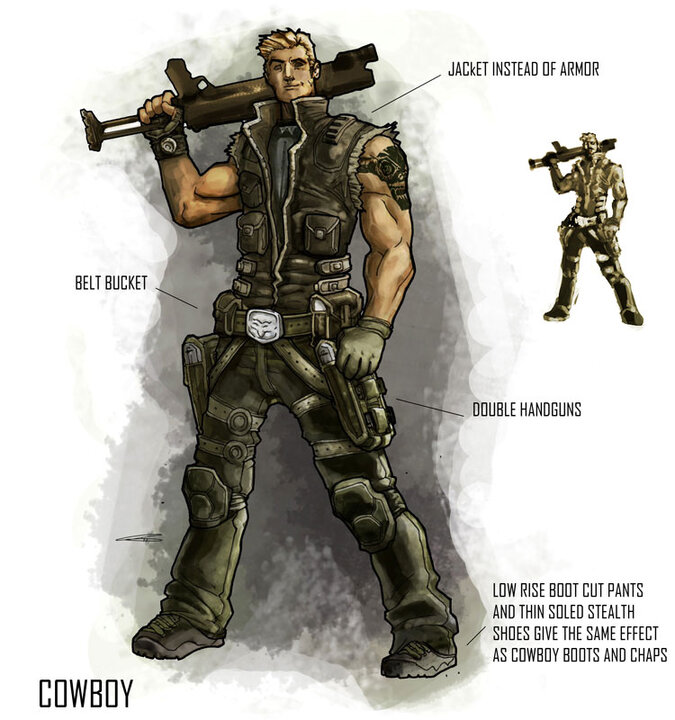 JACKET INSTEAD OF ARMOR
BELT BUCKET
DOUBLE HANDGUNS
LOW RISE BOOT CUT PANTS
AND THIN SOLED STEALTH
SHOES GIVE THE SAME EFFECT
AS COWBOY BOOTS AND CHAPS
COWBOY